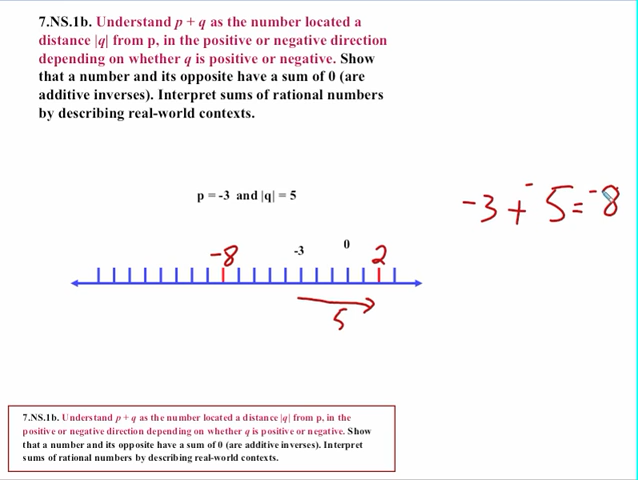 7.NS.1b. Understand p + q as the number located a
distance |q| from p, in the positive or negative direction
depending on whether q is positive or negative. Show
that a number and its opposite have a sum of 0 (are
additive inverses). Interpret sums of rational numbers
by describing real-world contexts.
p = -3 and |q| = 5
-3 + -5 = -8
-8 -3 0 2
5
7.NS.1b. Understand p + q as the number located a distance |q| from p, in the
positive or negative direction depending on whether q is positive or negative. Show
that a number and its opposite have a sum of 0 (are additive inverses). Interpret
sums of rational numbers by describing real-world contexts.